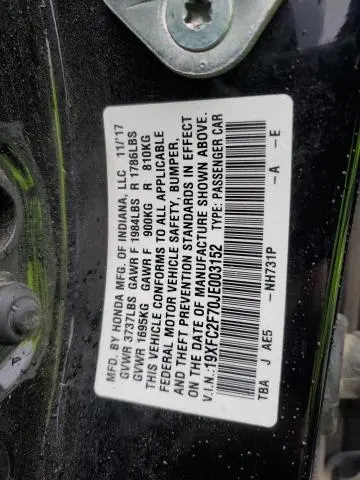 MFD. BY HONDA MFG. OF INDIANA, LLC 11/17
GVWR 3737LBS GAWR F 1984LBS R 1786LBS
GVWR 1695KG GAWR F 900KG R 810KG
THIS VEHICLE CONFORMS TO ALL APPLICABLE
FEDERAL MOTOR VEHICLE SAFETY, BUMPER,
AND THEFT PREVENTION STANDARDS IN EFFECT
ON THE DATE OF MANUFACTURE SHOWN ABOVE.
V.I.N.:19XFC2F70JE003152 TYPE: PASSENGER CAR
-NH731P -A -E
TBA J AE5